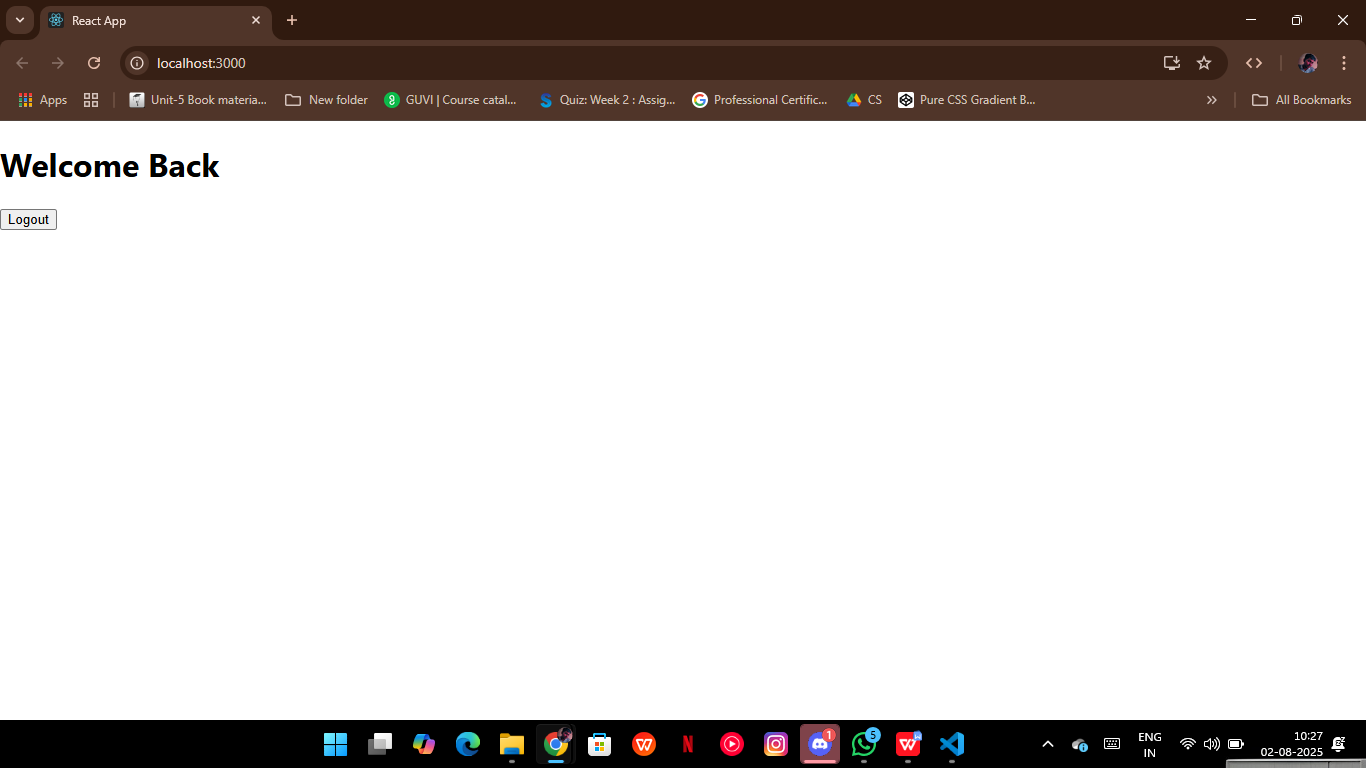 React App
localhost:3000
Apps
Unit-5 Book materia...
New folder
GUVI | Course catal...
Quiz: Week 2 : Assig...
Professional Certific...
CS
Pure CSS Gradient B...
All Bookmarks
Welcome Back
Logout
1
5
ENG
IN
10:27
02-08-2025